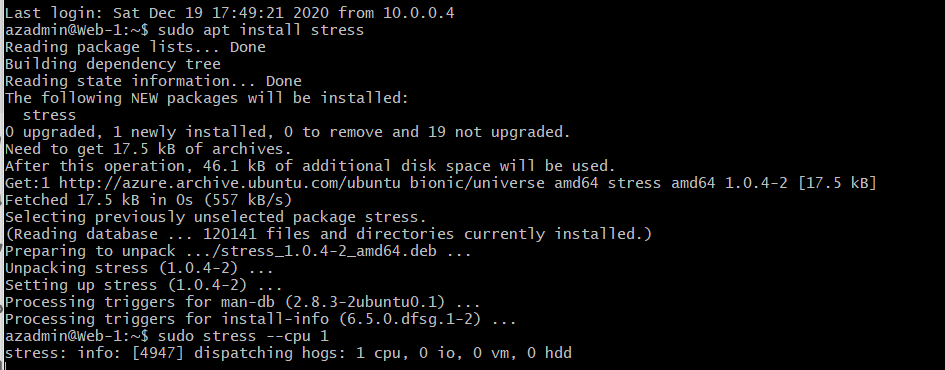 Last login: Sat Dec 19 17:49:21 2020 from 10.0.0.4
azadmin@Web-1:~$ sudo apt install stress
Reading package lists... Done
Building dependency tree
Reading state information... Done
The following NEW packages will be installed:
  stress
0 upgraded, 1 newly installed, 0 to remove and 19 not upgraded.
Need to get 17.5 kB of archives.
After this operation, 46.1 kB of additional disk space will be used.
Get:1 http://azure.archive.ubuntu.com/ubuntu bionic/universe amd64 stress amd64 1.0.4-2 [17.5 kB]
Fetched 17.5 kB in 0s (557 kB/s)
Selecting previously unselected package stress.
(Reading database ... 120141 files and directories currently installed.)
Preparing to unpack .../stress_1.0.4-2_amd64.deb ...
Unpacking stress (1.0.4-2) ...
Setting up stress (1.0.4-2) ...
Processing triggers for man-db (2.8.3-2ubuntu0.1) ...
Processing triggers for install-info (6.5.0.dfsg.1-2) ...
azadmin@Web-1:~$ sudo stress --cpu 1
stress: info: [4947] dispatching hogs: 1 cpu, 0 io, 0 vm, 0 hdd